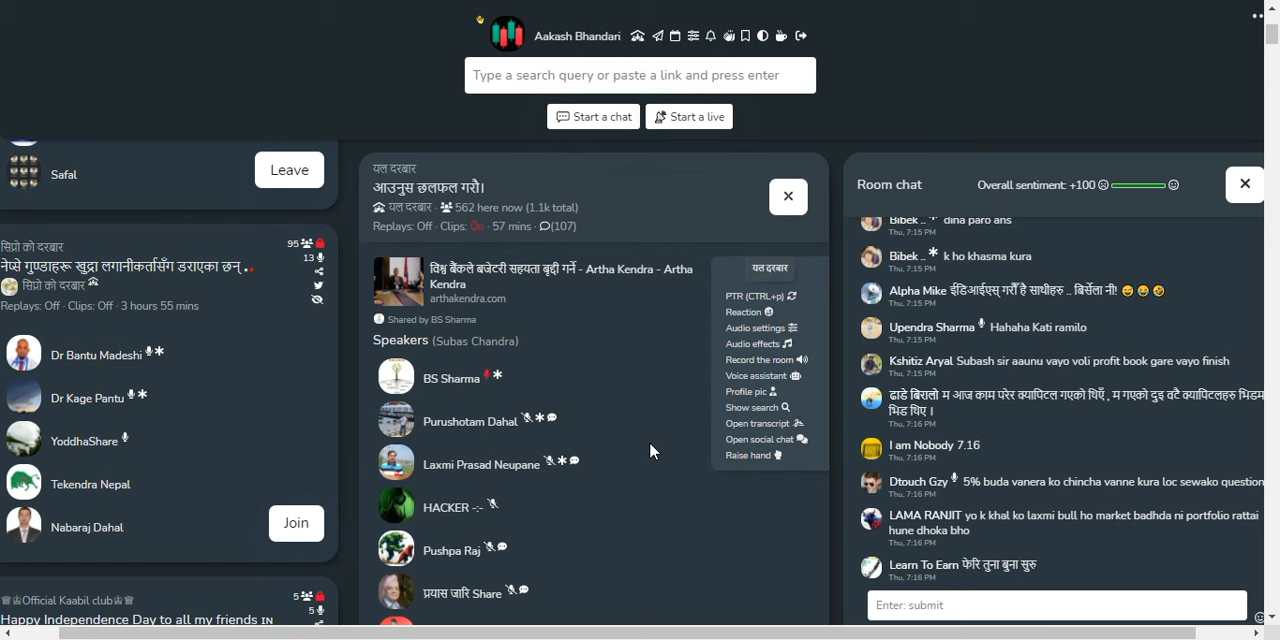 Aakash Bhandari
Type a search query or paste a link and press enter
Start a chat
Start a live
Safal
Leave
सिप्रो को दरबार
95
13
नेप्से गुण्डाहरू खुद्रा लगानीकर्तासँग डराएका छन्
सिप्रो को दरबार
Replays: Off · Clips: Off · 3 hours 55 mins
Dr Bantu Madeshi
Dr Kage Pantu
YoddhaShare
Tekendra Nepal
Nabaraj Dahal
Join
♕♔Official Kaabil club♔♕
5
5
Happy Independence Day to all my friends IN
यल दरबार
आउनुस छलफल गरौ।
यल दरबार · 562 here now (1.1k total)
Replays: Off · Clips: On · 57 mins · (107)
विश्व बैंकले बजेटरी सहयता बृद्दी गर्ने - Artha Kendra - Artha
Kendra
arthakendra.com
Shared by BS Sharma
Speakers (Subas Chandra)
BS Sharma
Purushotam Dahal
Laxmi Prasad Neupane
HACKER -:-
Pushpa Raj
प्रयास जारि Share
यल दरबार
PTR (CTRL+p)
Reaction
Audio settings
Audio effects
Record the room
Voice assistant
Profile pic
Show search
Open transcript
Open social chat
Raise hand
Room chat
Overall sentiment: +100
Bibek .. dina paro ans
Thu, 7:15 PM
Bibek .. k ho khasma kura
Thu, 7:15 PM
Alpha Mike ईडिआईएस् गरौँ है साथीहरु .. बिर्सेला नी! 😄😂🤣
Thu, 7:15 PM
Upendra Sharma Hahaha Kati ramilo
Thu, 7:15 PM
Kshitiz Aryal Subash sir aaunu vayo voli profit book gare vayo finish
Thu, 7:15 PM
ढाडे बिरालो म आज काम परेर क्यापिटल गएको थिएँ , म गएको दुइ वटै क्यापिटलहरु भिडम
भिड थिए ।
Thu, 7:16 PM
I am Nobody 7.16
Thu, 7:16 PM
Dtouch Gzy 5% buda vanera ko chincha vanne kura loc sewako question
Thu, 7:16 PM
LAMA RANJIT yo k khal ko laxmi bull ho market badhda ni portfolio rattai
hune dhoka bho
Thu, 7:16 PM
Learn To Earn फेरि तुना बुना सुरु
Thu, 7:16 PM
Enter: submit